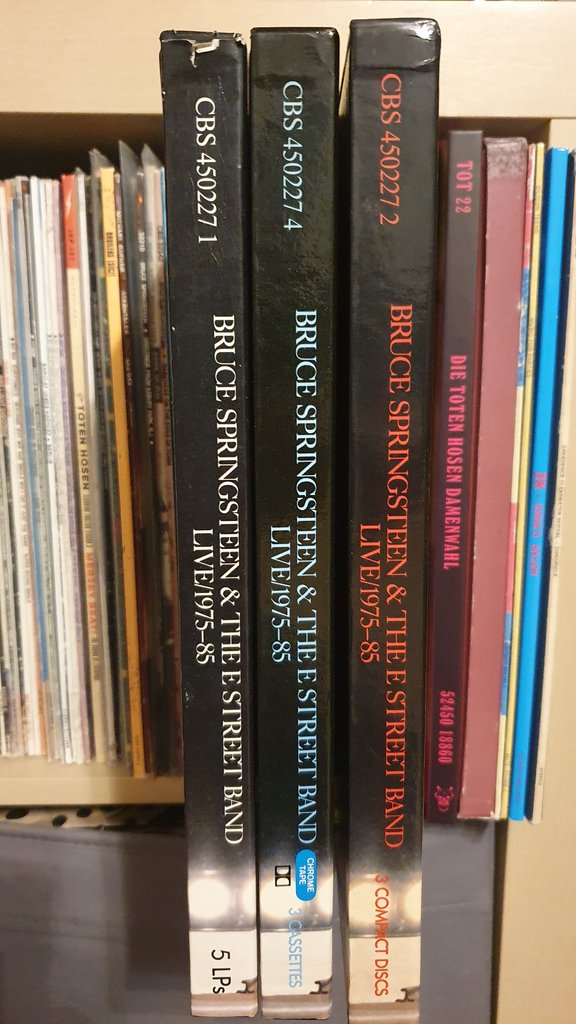 CBS 450227 1
BRUCE SPRINGSTEEN & THE E STREET BAND
LIVE/1975–85
5 LPs
CBS 450227 4
BRUCE SPRINGSTEEN & THE E STREET BAND
LIVE/1975–85
CHROME
TAPE
3 CASSETTES
CBS 450227 2
BRUCE SPRINGSTEEN & THE E STREET BAND
LIVE/1975–85
3 COMPACT DISCS
TOT 22
DIE TOTEN HOSEN DAMENWAHL
52450 18860
TOTEN HOSEN
MERSEY BEAT